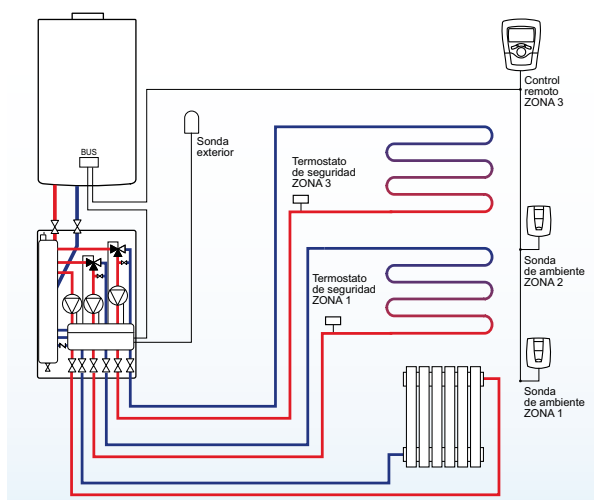 Control
remoto
ZONA 3
BUS
Sonda
exterior
Termostato
de seguridad
ZONA 3
Termostato
de seguridad
ZONA 1
Sonda
de ambiente
ZONA 2
Sonda
de ambiente
ZONA 1